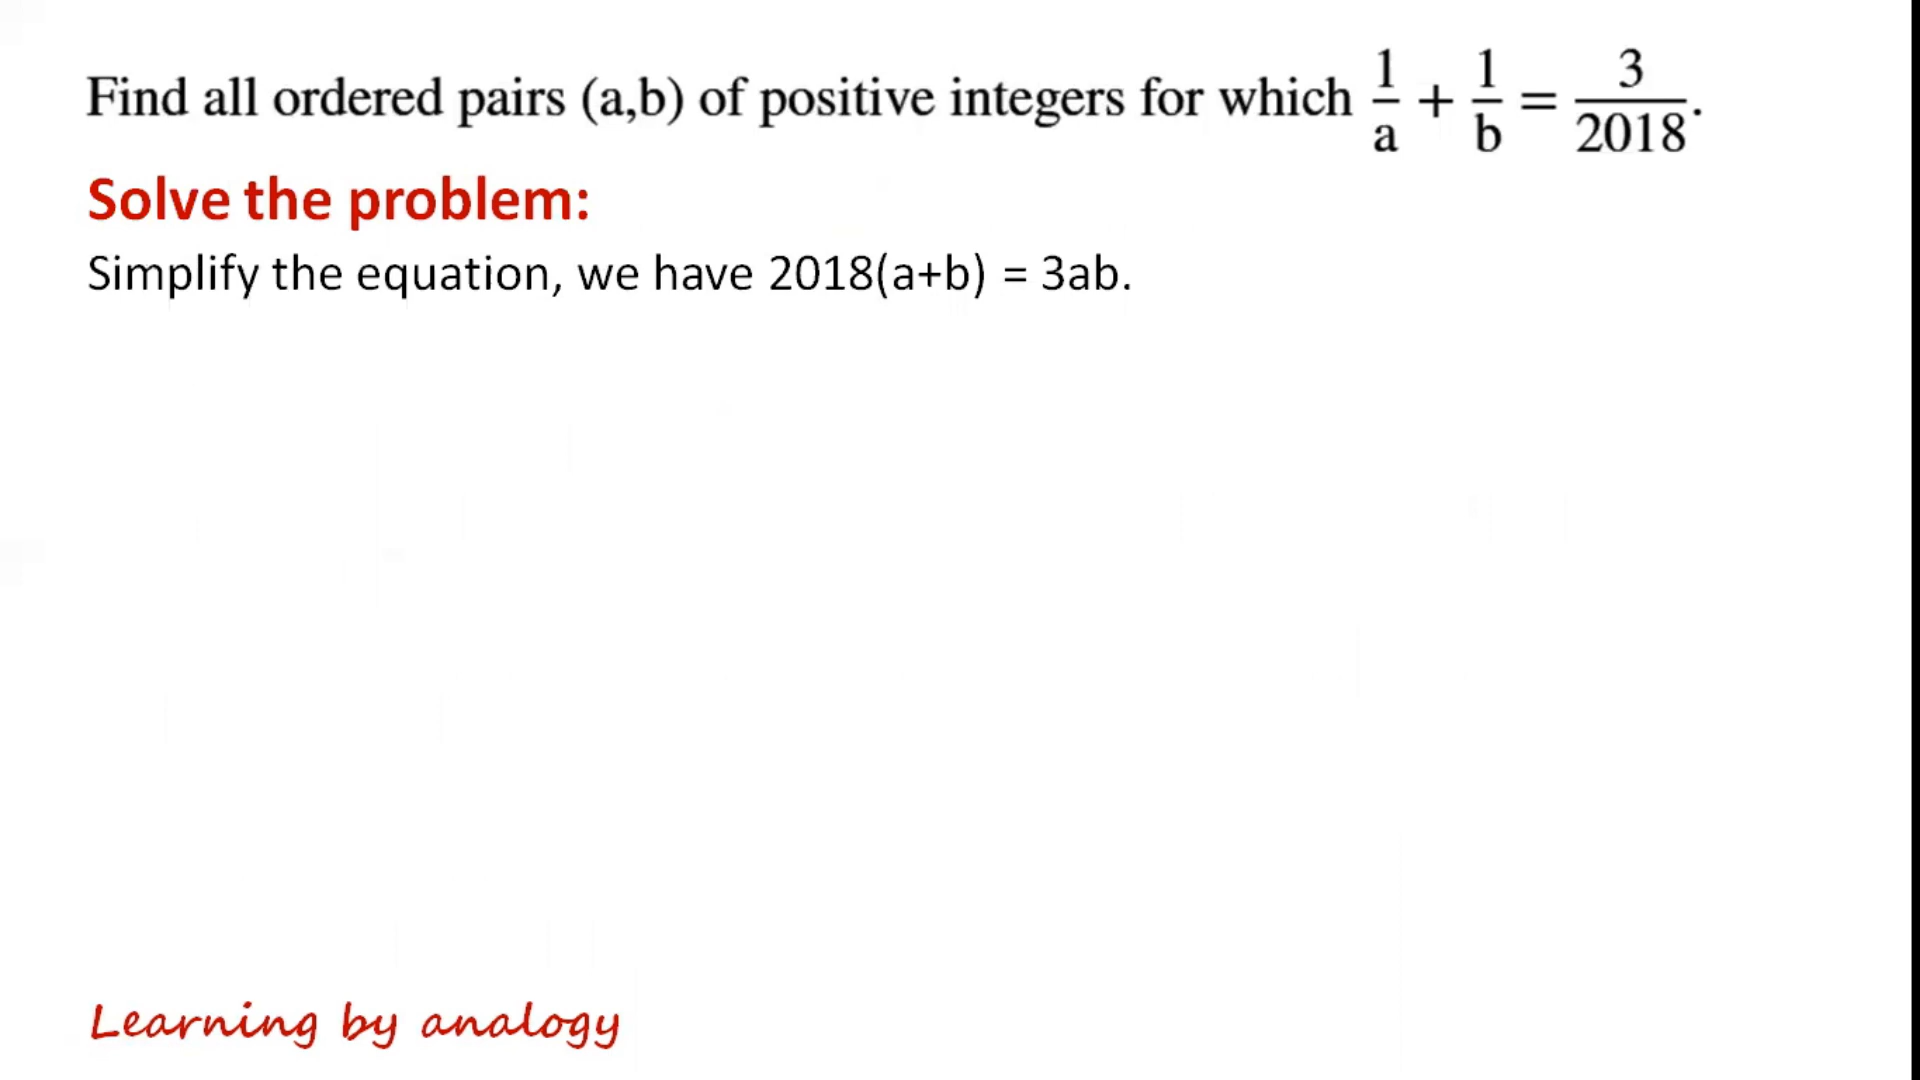 Find all ordered pairs (a,b) of positive integers for which 1/a + 1/b = 3/2018.
Solve the problem:
Simplify the equation, we have 2018(a+b) = 3ab.
Learning by analogy